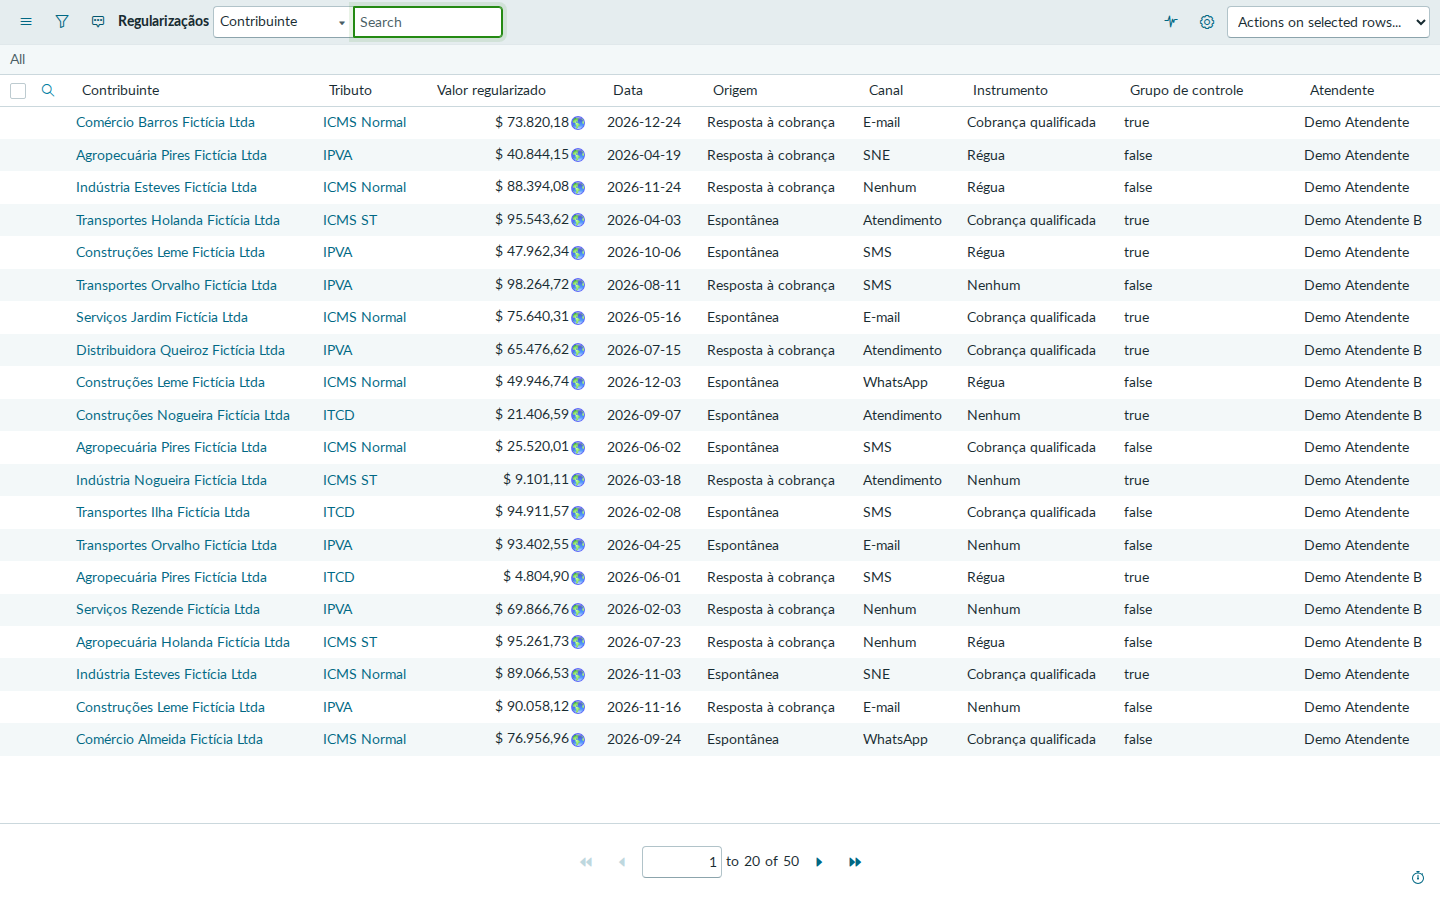 Regularizações Contribuinte Search Actions on selected rows...
All
Contribuinte Tributo Valor regularizado Data Origem Canal Instrumento Grupo de controle Atendente
Comércio Barros Fictícia Ltda ICMS Normal $ 73.820,18 2026-12-24 Resposta à cobrança E-mail Cobrança qualificada true Demo Atendente
Agropecuária Pires Fictícia Ltda IPVA $ 40.844,15 2026-04-19 Resposta à cobrança SNE Régua false Demo Atendente
Indústria Esteves Fictícia Ltda ICMS Normal $ 88.394,08 2026-11-24 Resposta à cobrança Nenhum Régua false Demo Atendente
Transportes Holanda Fictícia Ltda ICMS ST $ 95.543,62 2026-04-03 Espontânea Atendimento Cobrança qualificada true Demo Atendente B
Construções Leme Fictícia Ltda IPVA $ 47.962,34 2026-10-06 Espontânea SMS Régua true Demo Atendente
Transportes Orvalho Fictícia Ltda IPVA $ 98.264,72 2026-08-11 Resposta à cobrança SMS Nenhum false Demo Atendente
Serviços Jardim Fictícia Ltda ICMS Normal $ 75.640,31 2026-05-16 Espontânea E-mail Cobrança qualificada true Demo Atendente
Distribuidora Queiroz Fictícia Ltda IPVA $ 65.476,62 2026-07-15 Resposta à cobrança Atendimento Cobrança qualificada true Demo Atendente B
Construções Leme Fictícia Ltda ICMS Normal $ 49.946,74 2026-12-03 Espontânea WhatsApp Régua false Demo Atendente B
Construções Nogueira Fictícia Ltda ITCD $ 21.406,59 2026-09-07 Espontânea Atendimento Nenhum true Demo Atendente B
Agropecuária Pires Fictícia Ltda ICMS Normal $ 25.520,01 2026-06-02 Espontânea SMS Cobrança qualificada false Demo Atendente
Indústria Nogueira Fictícia Ltda ICMS ST $ 9.101,11 2026-03-18 Resposta à cobrança Atendimento Nenhum true Demo Atendente B
Transportes Ilha Fictícia Ltda ITCD $ 94.911,57 2026-02-08 Espontânea SMS Cobrança qualificada false Demo Atendente
Transportes Orvalho Fictícia Ltda IPVA $ 93.402,55 2026-04-25 Espontânea E-mail Nenhum false Demo Atendente
Agropecuária Pires Fictícia Ltda ITCD $ 4.804,90 2026-06-01 Resposta à cobrança SMS Régua true Demo Atendente B
Serviços Rezende Fictícia Ltda IPVA $ 69.866,76 2026-02-03 Resposta à cobrança Nenhum Nenhum false Demo Atendente B
Agropecuária Holanda Fictícia Ltda ICMS ST $ 95.261,73 2026-07-23 Resposta à cobrança Nenhum Régua false Demo Atendente B
Indústria Esteves Fictícia Ltda ICMS Normal $ 89.066,53 2026-11-03 Espontânea SNE Cobrança qualificada true Demo Atendente
Construções Leme Fictícia Ltda IPVA $ 90.058,12 2026-11-16 Resposta à cobrança E-mail Nenhum false Demo Atendente
Comércio Almeida Fictícia Ltda ICMS Normal $ 76.956,96 2026-09-24 Espontânea WhatsApp Cobrança qualificada false Demo Atendente
1 to 20 of 50